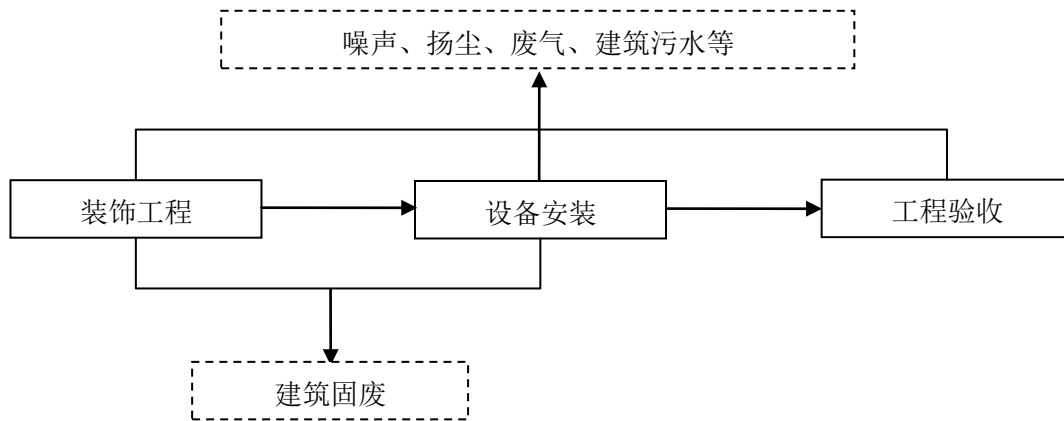 噪声、扬尘、废气、建筑污水等
装饰工程
设备安装
工程验收
建筑固废